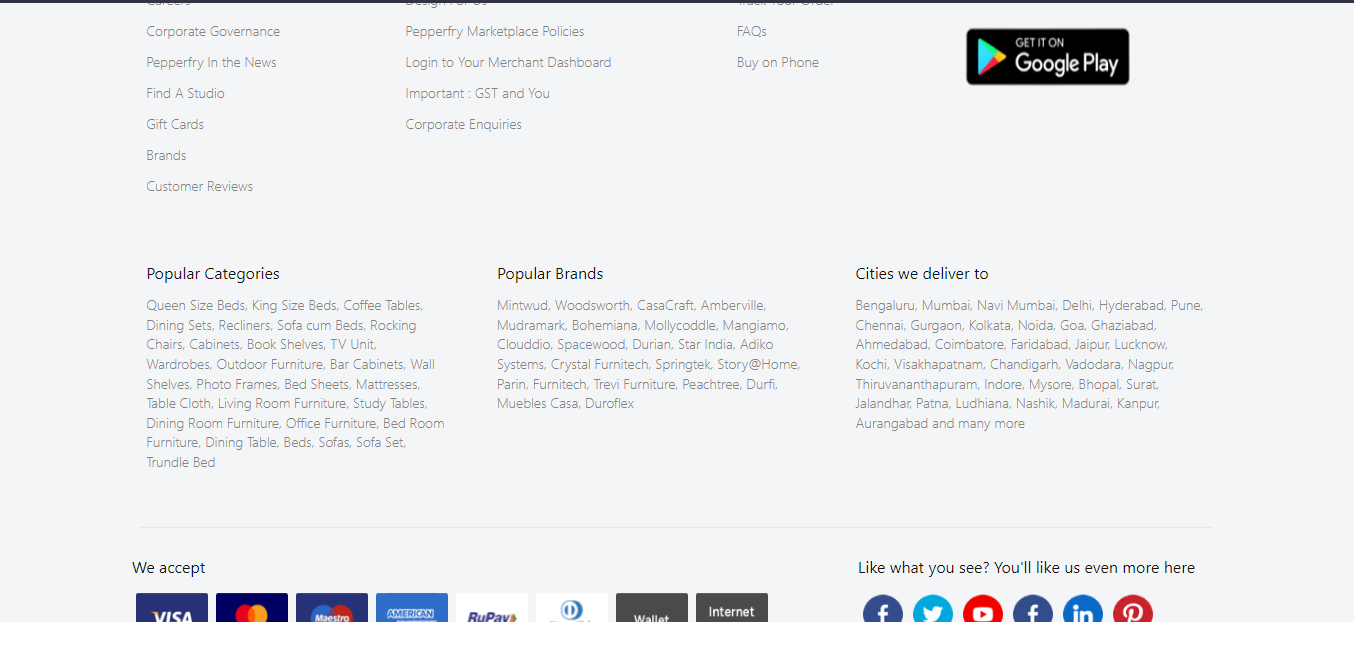 Careers
Corporate Governance
Pepperfry In the News
Find A Studio
Gift Cards
Brands
Customer Reviews
Design For Us
Pepperfry Marketplace Policies
Login to Your Merchant Dashboard
Important : GST and You
Corporate Enquiries
Track Your Order
FAQs
Buy on Phone
GET IT ON
Google Play
Popular Categories
Queen Size Beds, King Size Beds, Coffee Tables,
Dining Sets, Recliners, Sofa cum Beds, Rocking
Chairs, Cabinets, Book Shelves, TV Unit,
Wardrobes, Outdoor Furniture, Bar Cabinets, Wall
Shelves, Photo Frames, Bed Sheets, Mattresses,
Table Cloth, Living Room Furniture, Study Tables,
Dining Room Furniture, Office Furniture, Bed Room
Furniture, Dining Table, Beds, Sofas, Sofa Set,
Trundle Bed
Popular Brands
Mintwud, Woodsworth, CasaCraft, Amberville,
Mudramark, Bohemiana, Mollycoddle, Mangiamo,
Clouddio, Spacewood, Durian, Star India, Adiko
Systems, Crystal Furnitech, Springtek, Story@Home,
Parin, Furnitech, Trevi Furniture, Peachtree, Durfi,
Muebles Casa, Duroflex
Cities we deliver to
Bengaluru, Mumbai, Navi Mumbai, Delhi, Hyderabad, Pune,
Chennai, Gurgaon, Kolkata, Noida, Goa, Ghaziabad,
Ahmedabad, Coimbatore, Faridabad, Jaipur, Lucknow,
Kochi, Visakhapatnam, Chandigarh, Vadodara, Nagpur,
Thiruvananthapuram, Indore, Mysore, Bhopal, Surat,
Jalandhar, Patna, Ludhiana, Nashik, Madurai, Kanpur,
Aurangabad and many more
We accept
VISA
Maestro
AMERICAN
RuPay
Wallet
Internet
Like what you see? You'll like us even more here